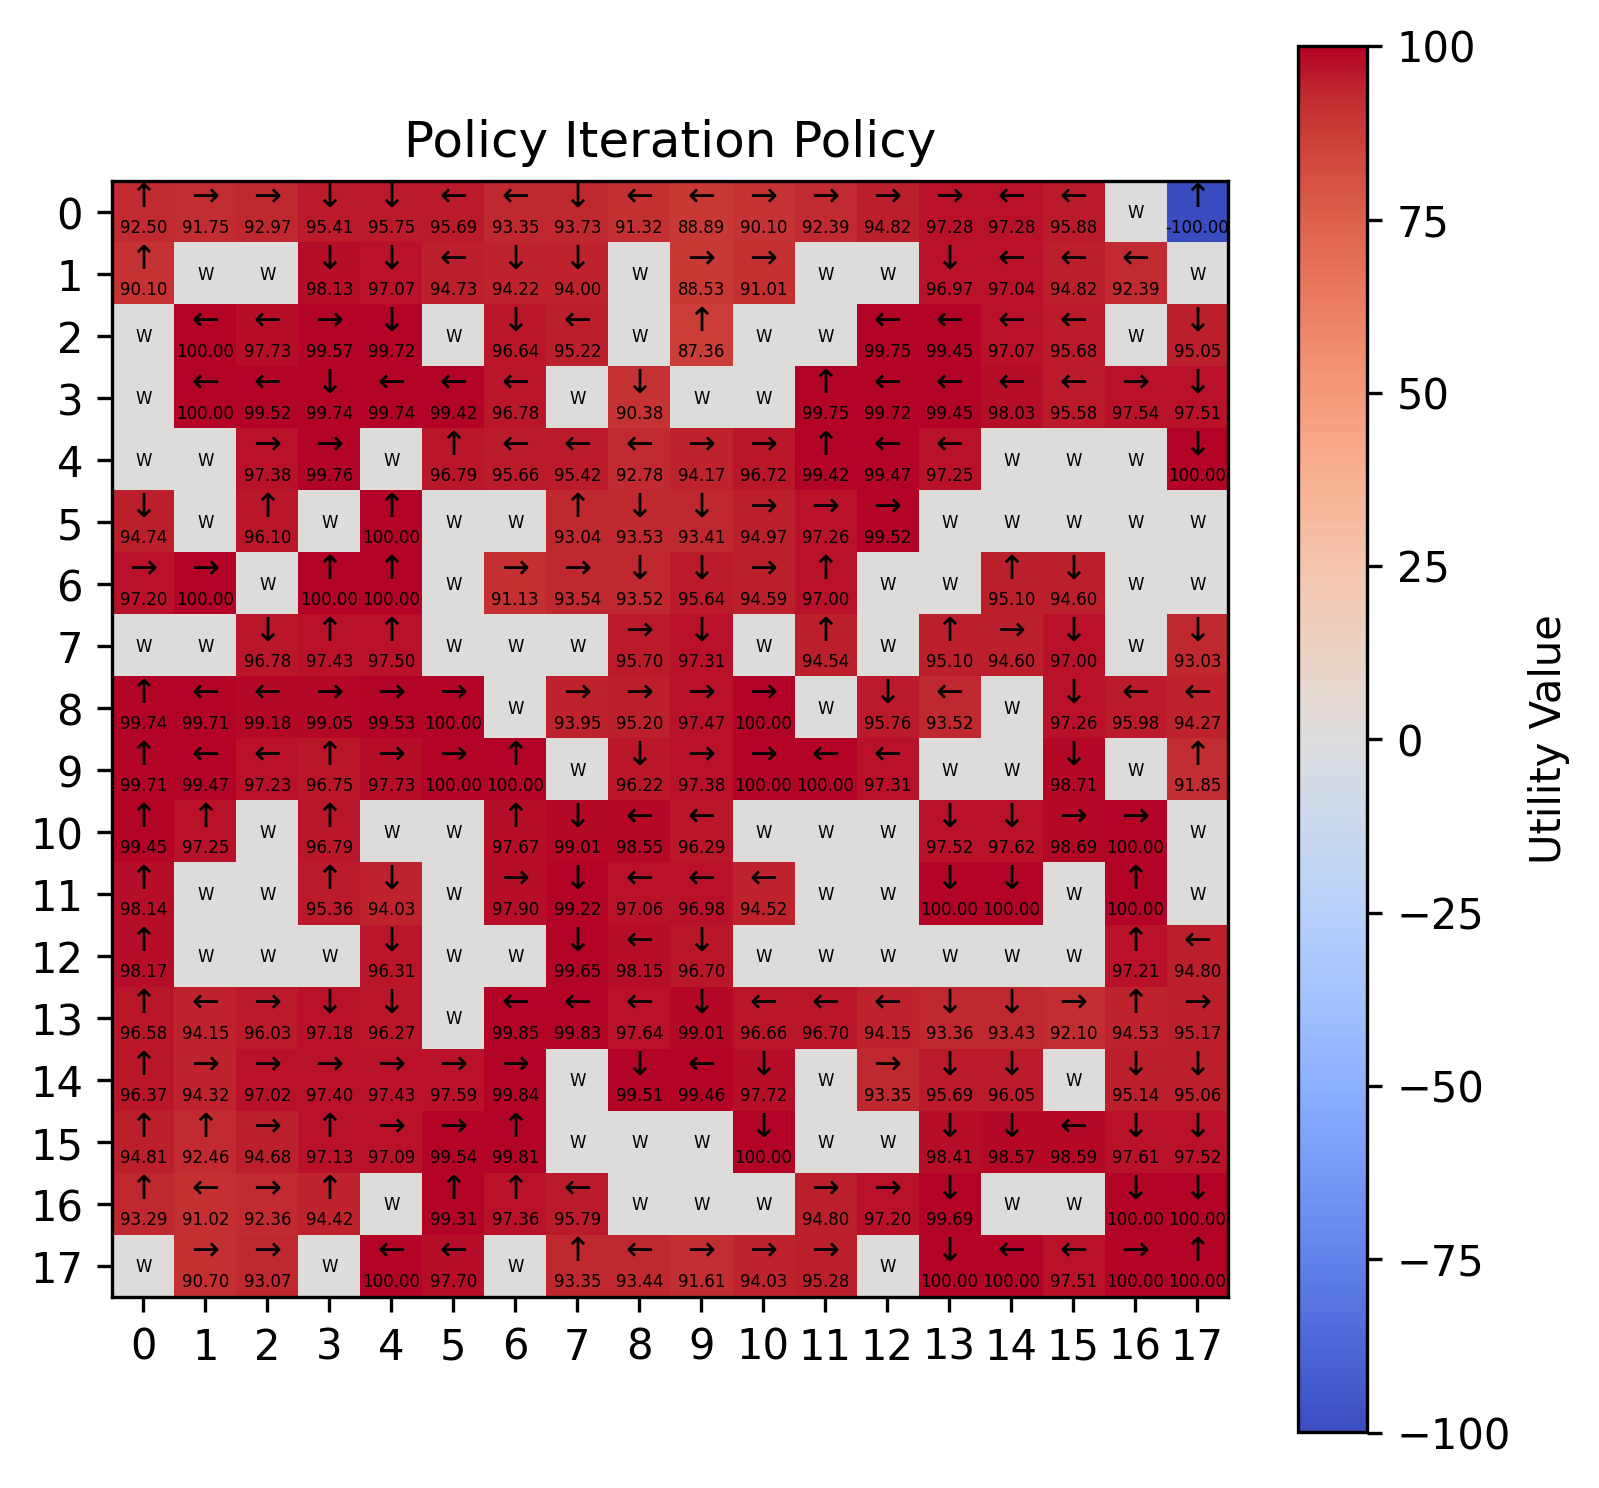 Policy Iteration Policy
0 ↑ → → ↓ ↓ ← ← ↓ ← ← → → → → ← ← W ↑
92.50 91.75 92.97 95.41 95.75 95.69 93.35 93.73 91.32 88.89 90.10 92.39 94.82 97.28 97.28 95.88 -100.00
1 ↑ W W ↓ ↓ ← ↓ ↓ W → → W W ↓ ← ← ← W
90.10 98.13 97.07 94.73 94.22 94.00 88.53 91.01 96.97 97.04 94.82 92.39
2 W ← ← → ↓ W ↓ ← W ↑ W W ← ← ← ← W ↓
100.00 97.73 99.57 99.72 96.64 95.22 87.36 99.75 99.45 97.07 95.68 95.05
3 W ← ← ↓ ← ← ← W ↓ W W ↑ ← ← ← ← → ↓
100.00 99.52 99.74 99.74 99.42 96.78 90.38 99.75 99.72 99.45 98.03 95.58 97.54 97.51
4 W W → → W ↑ ← ← ← → → ↑ ← ← W W W ↓
97.38 99.76 96.79 95.66 95.42 92.78 94.17 96.72 99.42 99.47 97.25 100.00
5 ↓ W ↑ W ↑ W W ↑ ↓ ↓ → → → W W W W W
94.74 96.10 100.00 93.04 93.53 93.41 94.97 97.26 99.52
6 → → W ↑ ↑ W → → ↓ ↓ → ↑ W W ↑ ↓ W W
97.20 100.00 100.00 100.00 91.13 93.54 93.52 95.64 94.59 97.00 95.10 94.60
7 W W ↓ ↑ ↑ W W W → ↓ W ↑ W ↑ → ↓ W ↓
96.78 97.43 97.50 95.70 97.31 94.54 95.10 94.60 97.00 93.03
8 ↑ ← ← → → → W → → → → W ↓ ← W ↓ ← ←
99.74 99.71 99.18 99.05 99.53 100.00 93.95 95.20 97.47 100.00 95.76 93.52 97.26 95.98 94.27
9 ↑ ← ← ↑ → → ↑ W ↓ → → ← ← W W ↓ W ↑
99.71 99.47 97.23 96.75 97.73 100.00 100.00 96.22 97.38 100.00 100.00 97.31 98.71 91.85
10 ↑ ↑ W ↑ W W ↑ ↓ ← ← W W W ↓ ↓ → → W
99.45 97.25 96.79 97.67 99.01 98.55 96.29 97.52 97.62 98.69 100.00
11 ↑ W W ↑ ↓ W → ↓ ← ← ← W W ↓ ↓ W ↑ W
98.14 95.36 94.03 97.90 99.22 97.06 96.98 94.52 100.00 100.00 100.00
12 ↑ W W W ↓ W W ↓ ← ↓ W W W W W W ↑ ←
98.17 96.31 99.65 98.15 96.70 97.21 94.80
13 ↑ ← → ↓ ↓ W ← ← ← ↓ ← ← ← ↓ ↓ → ↑ →
96.58 94.15 96.03 97.18 96.27 99.85 99.83 97.64 99.01 96.66 96.70 94.15 93.36 93.43 92.10 94.53 95.17
14 ↑ → → → → → → W ↓ ← ↓ W → ↓ ↓ W ↓ ↓
96.37 94.32 97.02 97.40 97.43 97.59 99.84 99.51 99.46 97.72 93.35 95.69 96.05 95.14 95.06
15 ↑ ↑ → ↑ → → ↑ W W W ↓ W W ↓ ↓ ← ↓ ↓
94.81 92.46 94.68 97.13 97.09 99.54 99.81 100.00 98.41 98.57 98.59 97.61 97.52
16 ↑ ← → ↑ W ↑ ↑ ← W W W → → ↓ W W ↓ ↓
93.29 91.02 92.36 94.42 99.31 97.36 95.79 94.80 97.20 99.69 100.00 100.00
17 W → → W ← ← W ↑ ← → → → W ↓ ← ← → ↑
90.70 93.07 100.00 97.70 93.35 93.44 91.61 94.03 95.28 100.00 100.00 97.51 100.00 100.00
0 1 2 3 4 5 6 7 8 9 10 11 12 13 14 15 16 17
100
75
50
25
0
−25
−50
−75
−100
Utility Value